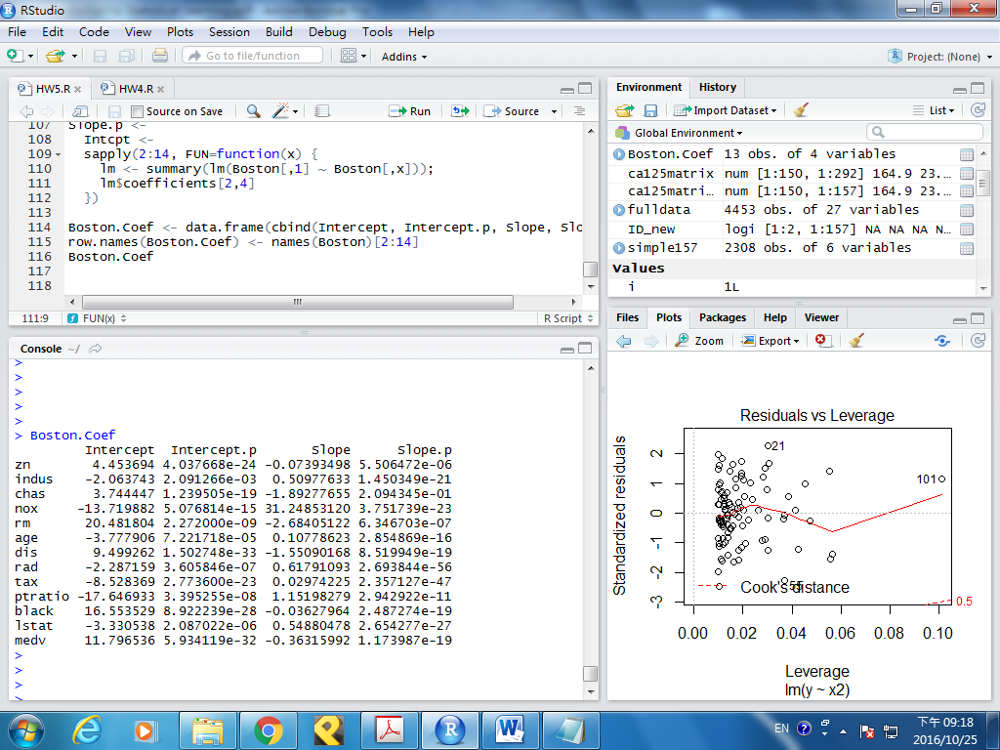 RStudio
File Edit Code View Plots Session Build Debug Tools Help
Go to file/function Addins Project: (None)
HW5.R HW4.R
Source on Save Run Source
107 Slope.p <-
108 Intcpt <-
109 sapply(2:14, FUN=function(x) {
110 lm <- summary(lm(Boston[,1] ~ Boston[,x]));
111 lm$coefficients[2,4]
112 })
113
114 Boston.Coef <- data.frame(cbind(Intercept, Intercept.p, Slope, Slo
115 row.names(Boston.Coef) <- names(Boston)[2:14]
116 Boston.Coef
117
118
111:9 FUN(x) R Script
Console ~/
>
>
>
>
>
> Boston.Coef
Intercept Intercept.p Slope Slope.p
zn 4.453694 4.037668e-24 -0.07393498 5.506472e-06
indus -2.063743 2.091266e-03 0.50977633 1.450349e-21
chas 3.744447 1.239505e-19 -1.89277655 2.094345e-01
nox -13.719882 5.076814e-15 31.24853120 3.751739e-23
rm 20.481804 2.272000e-09 -2.68405122 6.346703e-07
age -3.777906 7.221718e-05 0.10778623 2.854869e-16
dis 9.499262 1.502748e-33 -1.55090168 8.519949e-19
rad -2.287159 3.605846e-07 0.61791093 2.693844e-56
tax -8.528369 2.773600e-23 0.02974225 2.357127e-47
ptratio -17.646933 3.395255e-08 1.15198279 2.942922e-11
black 16.553529 8.922239e-28 -0.03627964 2.487274e-19
lstat -3.330538 2.087022e-06 0.54880478 2.654277e-27
medv 11.796536 5.934119e-32 -0.36315992 1.173987e-19
>
>
>
>
Environment History
Import Dataset List
Global Environment
Boston.Coef 13 obs. of 4 variables
ca125matrix num [1:150, 1:292] 164.9 23.…
ca125matri… num [1:150, 1:157] 164.9 23.…
fulldata 4453 obs. of 27 variables
ID_new logi [1:2, 1:157] NA NA NA N…
simple157 2308 obs. of 6 variables
Values
i 1L
Files Plots Packages Help Viewer
Zoom Export
Residuals vs Leverage
Standardized residuals
2
1
0
-1
-2
-3
21
101
55
Cook's distance
0.5
0.00 0.02 0.04 0.06 0.08 0.10
Leverage
lm(y ~ x2)
EN
下午 09:18
2016/10/25